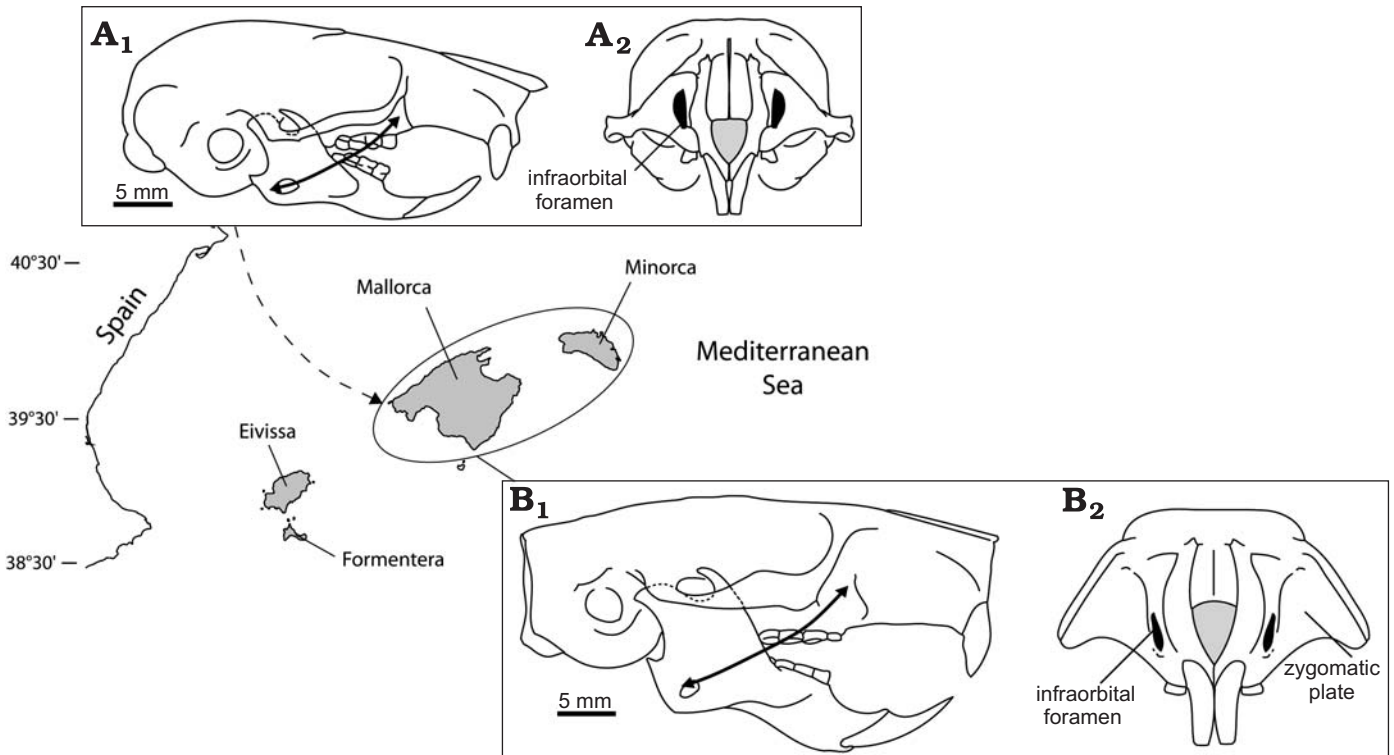 A1
A2
infraorbital
foramen
5 mm
40°30'
Spain
Mallorca
Minorca
Mediterranean
Sea
39°30'
Eivissa
38°30'
Formentera
B1
B2
5 mm
infraorbital
foramen
zygomatic
plate